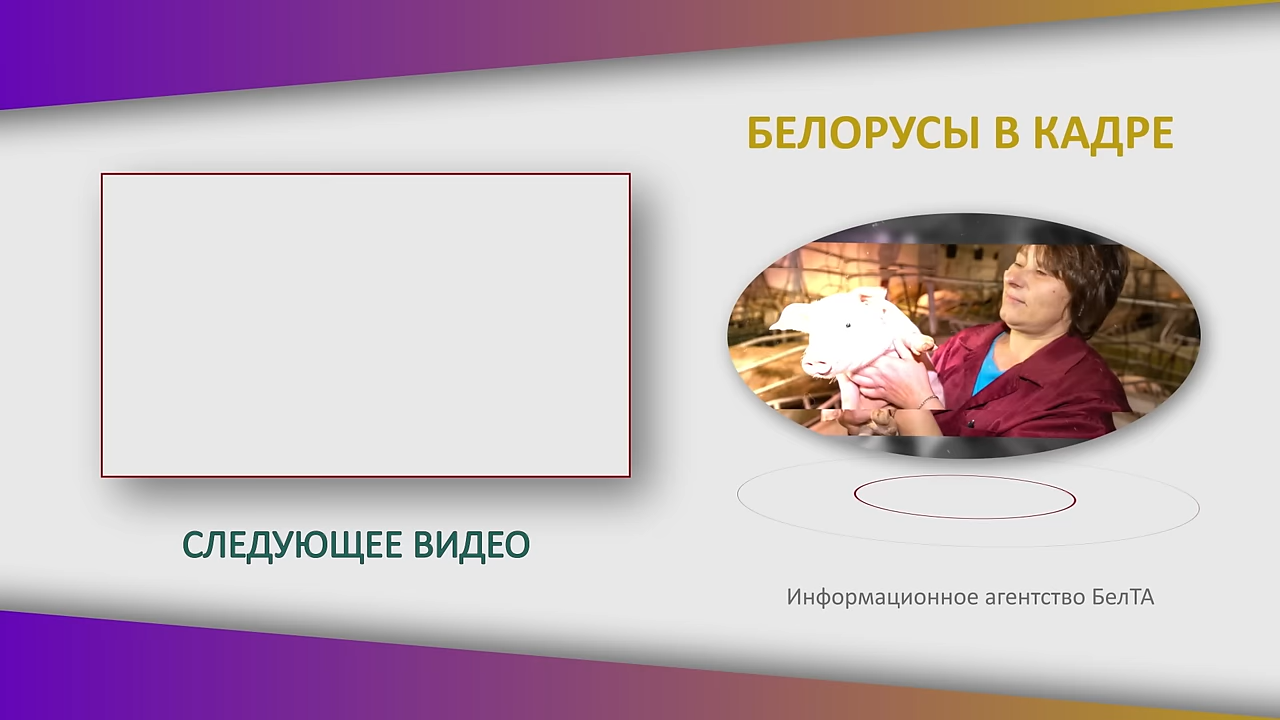 БЕЛОРУСЫ В КАДРЕ
СЛЕДУЮЩЕЕ ВИДЕО
Информационное агентство БелТА